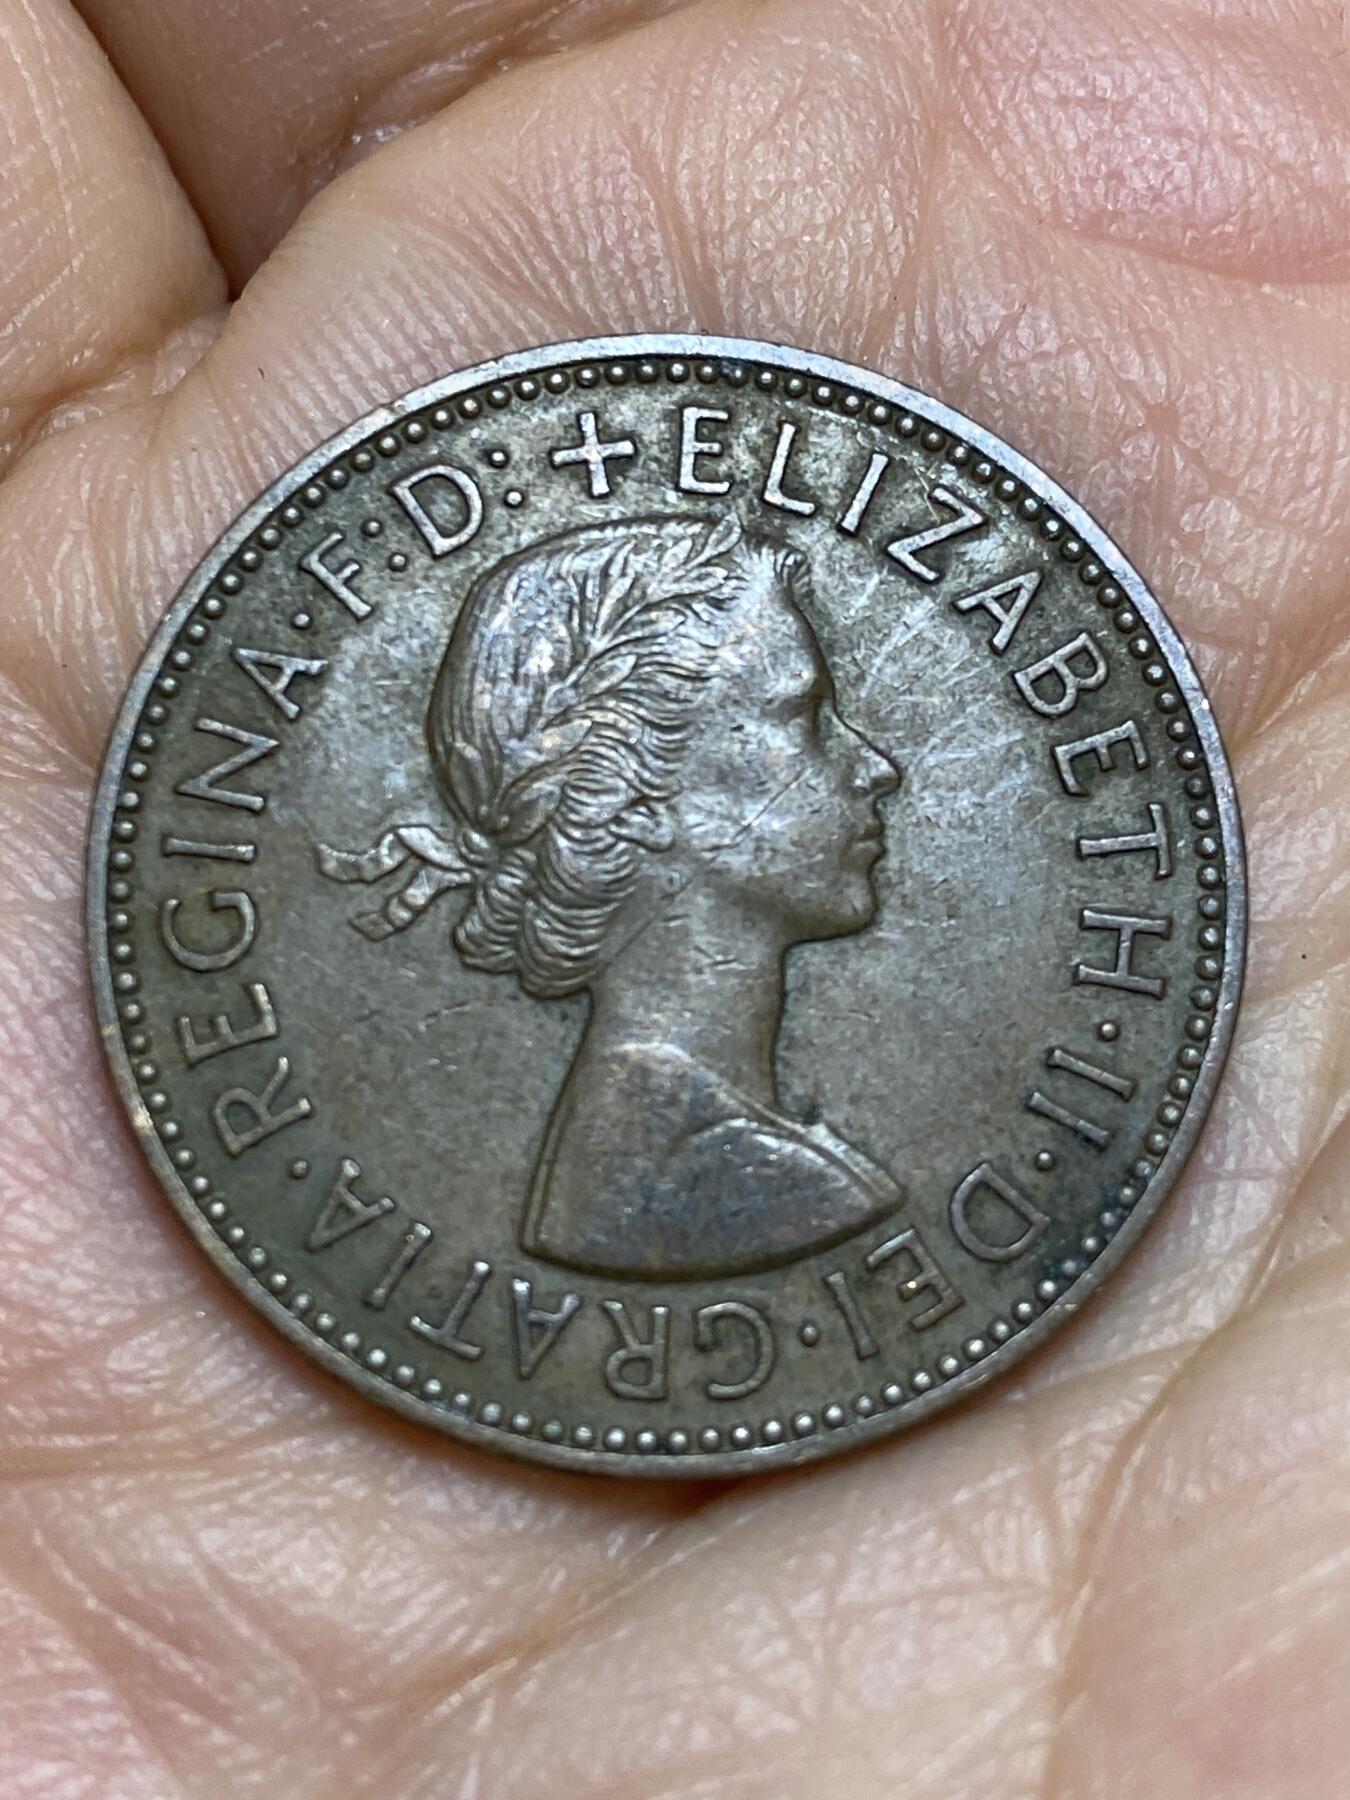 + ELIZABETH · II · DEI · GRATIA · REGINA · F : D :